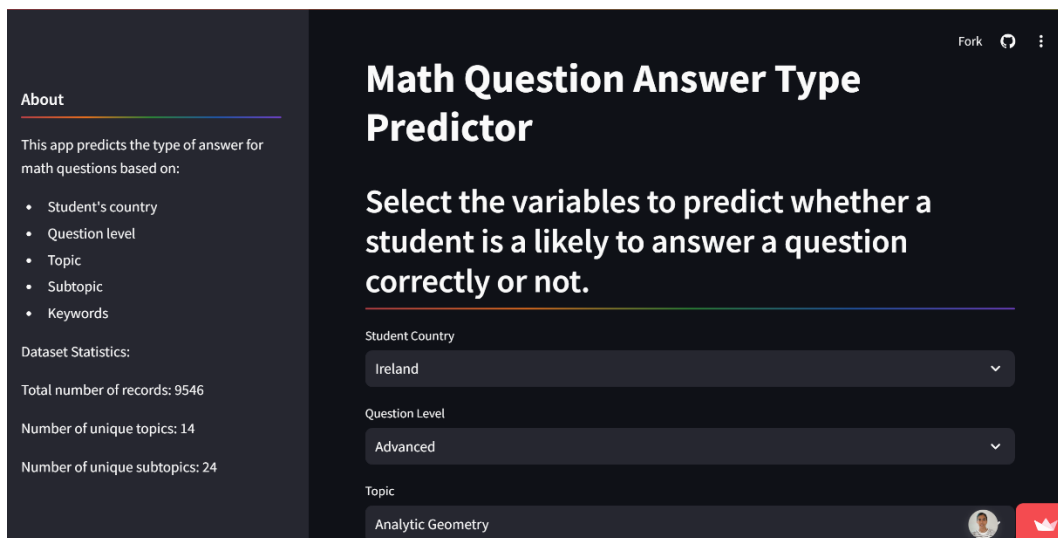 Fork
About
This app predicts the type of answer for
math questions based on:
Student's country
Question level
Topic
Subtopic
Keywords
Dataset Statistics:
Total number of records: 9546
Number of unique topics: 14
Number of unique subtopics: 24
Math Question Answer Type
Predictor
Select the variables to predict whether a
student is a likely to answer a question
correctly or not.
Student Country
Ireland
Question Level
Advanced
Topic
Analytic Geometry